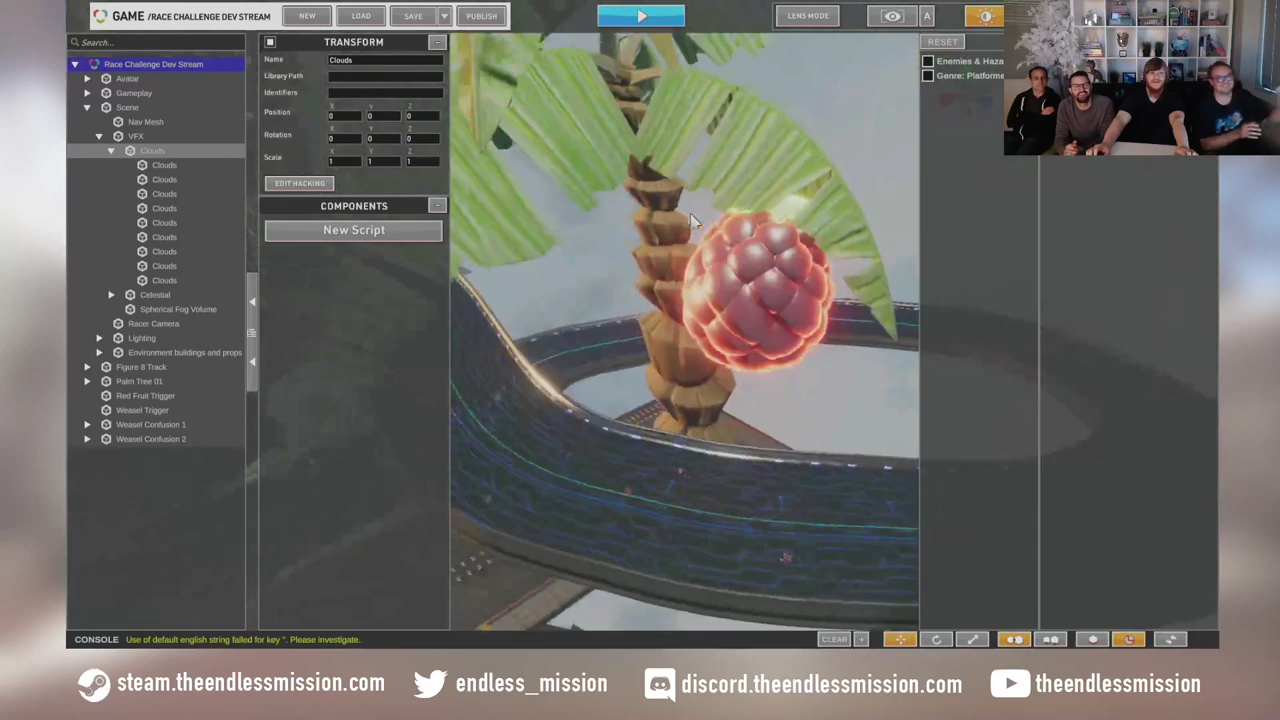 GAME /RACE CHALLENGE DEV STREAM
NEW
LOAD
SAVE
PUBLISH
LENS MODE
A
Search...
Race Challenge Dev Stream
Avatar
Gameplay
Scene
Nav Mesh
VFX
Clouds
Clouds
Clouds
Clouds
Clouds
Clouds
Clouds
Clouds
Clouds
Clouds
Celestial
Spherical Fog Volume
Racer Camera
Lighting
Environment buildings and props
Figure 8 Track
Palm Tree 01
Red Fruit Trigger
Weasel Trigger
Weasel Confusion 1
Weasel Confusion 2
TRANSFORM
Name Clouds
Library Path
Identifiers
X Y Z
Position 0 0 0
X Y Z
Rotation 0 0 0
X Y Z
Scale 1 1 1
EDIT HACKING
COMPONENTS
New Script
RESET
Enemies & Haza
Genre: Platforme
CONSOLE Use of default english string failed for key ''. Please investigate.
CLEAR
steam.theendlessmission.com
endless_mission
discord.theendlessmission.com
theendlessmission